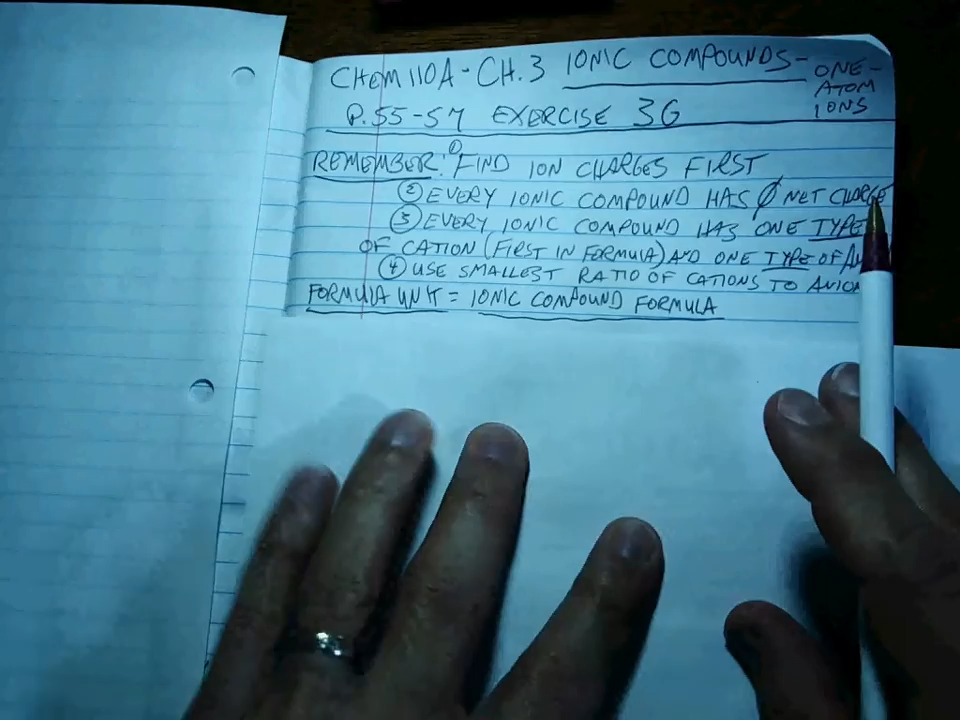 CHEM 110A - CH. 3 IONIC COMPOUNDS - ONE-
ATOM
IONS
P. 55-57 EXERCISE 3G
REMEMBER: ① FIND ION CHARGES FIRST
② EVERY IONIC COMPOUND HAS ∅ NET CHARGE
③ EVERY IONIC COMPOUND HAS ONE TYPE
OF CATION (FIRST IN FORMULA) AND ONE TYPE OF
④ USE SMALLEST RATIO OF CATIONS TO ANION
FORMULA UNIT = IONIC COMPOUND FORMULA